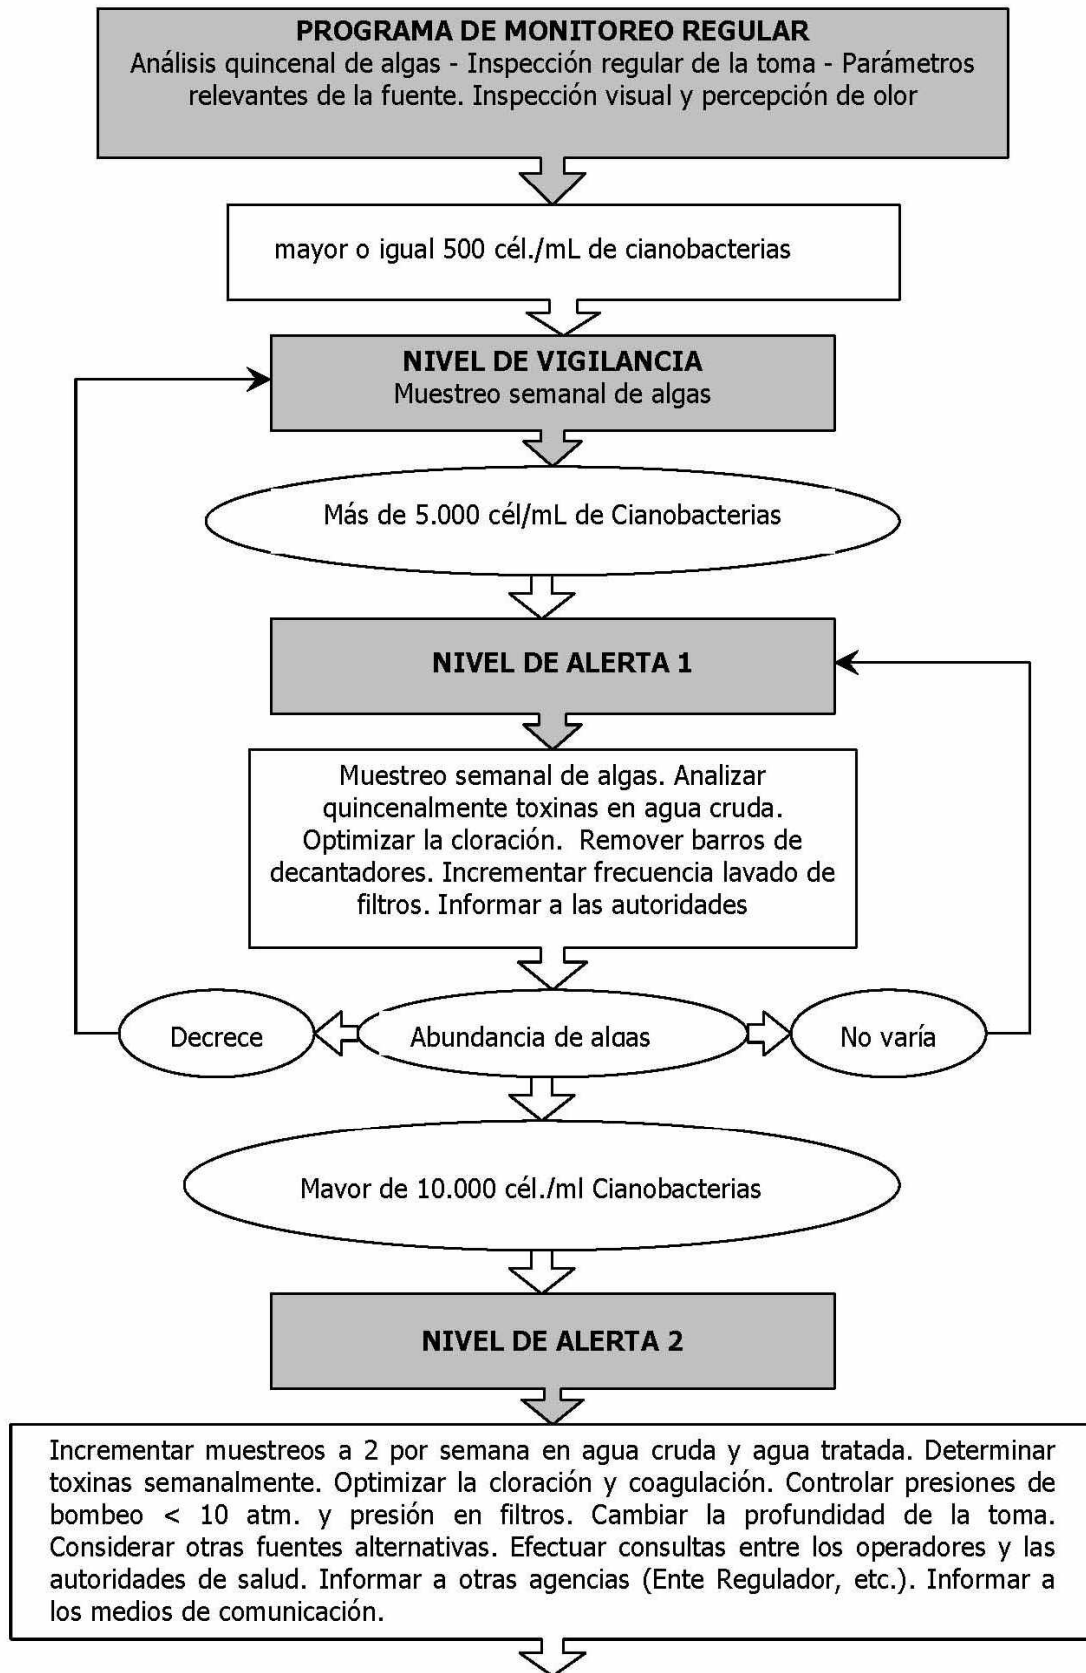 PROGRAMA DE MONITOREO REGULAR
Análisis quincenal de algas - Inspección regular de la toma - Parámetros
relevantes de la fuente. Inspección visual y percepción de olor
mayor o igual 500 cél./mL de cianobacterias
NIVEL DE VIGILANCIA
Muestreo semanal de algas
Más de 5.000 cél/mL de Cianobacterias
NIVEL DE ALERTA 1
Muestreo semanal de algas. Analizar
quincenalmente toxinas en agua cruda.
Optimizar la cloración.  Remover barros de
decantadores. Incrementar frecuencia lavado de
filtros. Informar a las autoridades
Decrece
Abundancia de algas
No varía
Mayor de 10.000 cél./ml Cianobacterias
NIVEL DE ALERTA 2
Incrementar muestreos a 2 por semana en agua cruda y agua tratada. Determinar
toxinas semanalmente. Optimizar la cloración y coagulación. Controlar presiones de
bombeo < 10 atm. y presión en filtros. Cambiar la profundidad de la toma.
Considerar otras fuentes alternativas. Efectuar consultas entre los operadores y las
autoridades de salud. Informar a otras agencias (Ente Regulador, etc.). Informar a
los medios de comunicación.